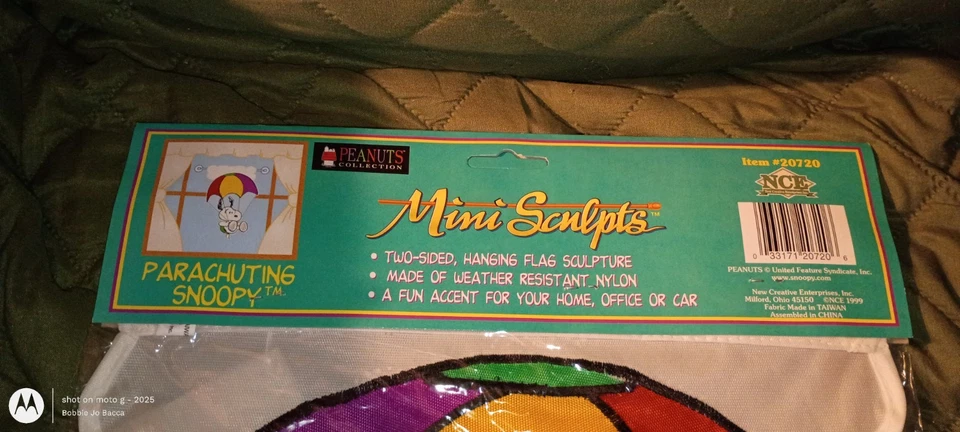 PEANUTS
COLLECTION
Item #20720
NCE
Mini Sculpts™
PARACHUTING
SNOOPY™.
• TWO-SIDED, HANGING FLAG SCULPTURE
• MADE OF WEATHER RESISTANT NYLON
• A FUN ACCENT FOR YOUR HOME, OFFICE OR CAR
0 33171 20720 6
PEANUTS © United Feature Syndicate, Inc.
www.snoopy.com
New Creative Enterprises, Inc.
Milford, Ohio 45150 ©NCE 1999
Fabric Made in TAIWAN
Assembled in CHINA
shot on moto g - 2025
Bobbie Jo Bacca